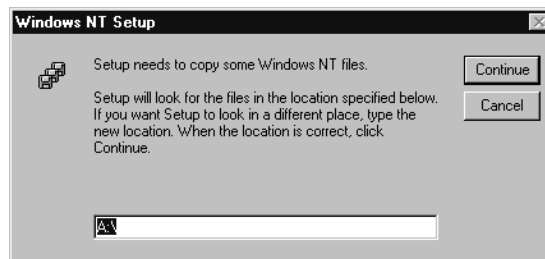 Windows NT Setup
Setup needs to copy some Windows NT files.
Continue
Setup will look for the files in the location specified below.
If you want Setup to look in a different place, type the
new location. When the location is correct, click
Continue.
Cancel
A:\